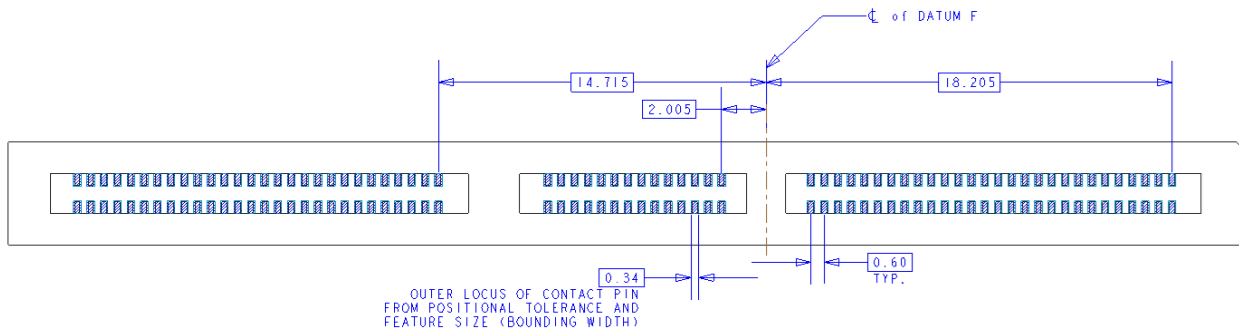 ℄ of DATUM F
14.715
18.205
2.005
0.34
0.60
TYP.
OUTER LOCUS OF CONTACT PIN
FROM POSITIONAL TOLERANCE AND
FEATURE SIZE (BOUNDING WIDTH)